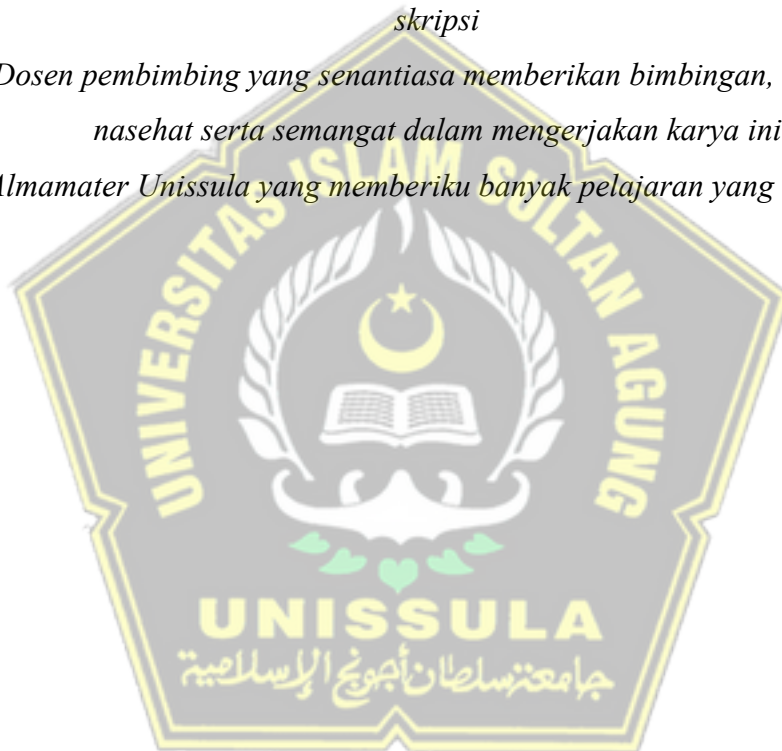 skripsi
Dosen pembimbing yang senantiasa memberikan bimbingan,
nasehat serta semangat dalam mengerjakan karya ini
Almamater Unissula yang memberiku banyak pelajaran yang
UNIVERSITAS ISLAM SULTAN AGUNG
UNISSULA
جامعة سلطان أجونج الإسلامية